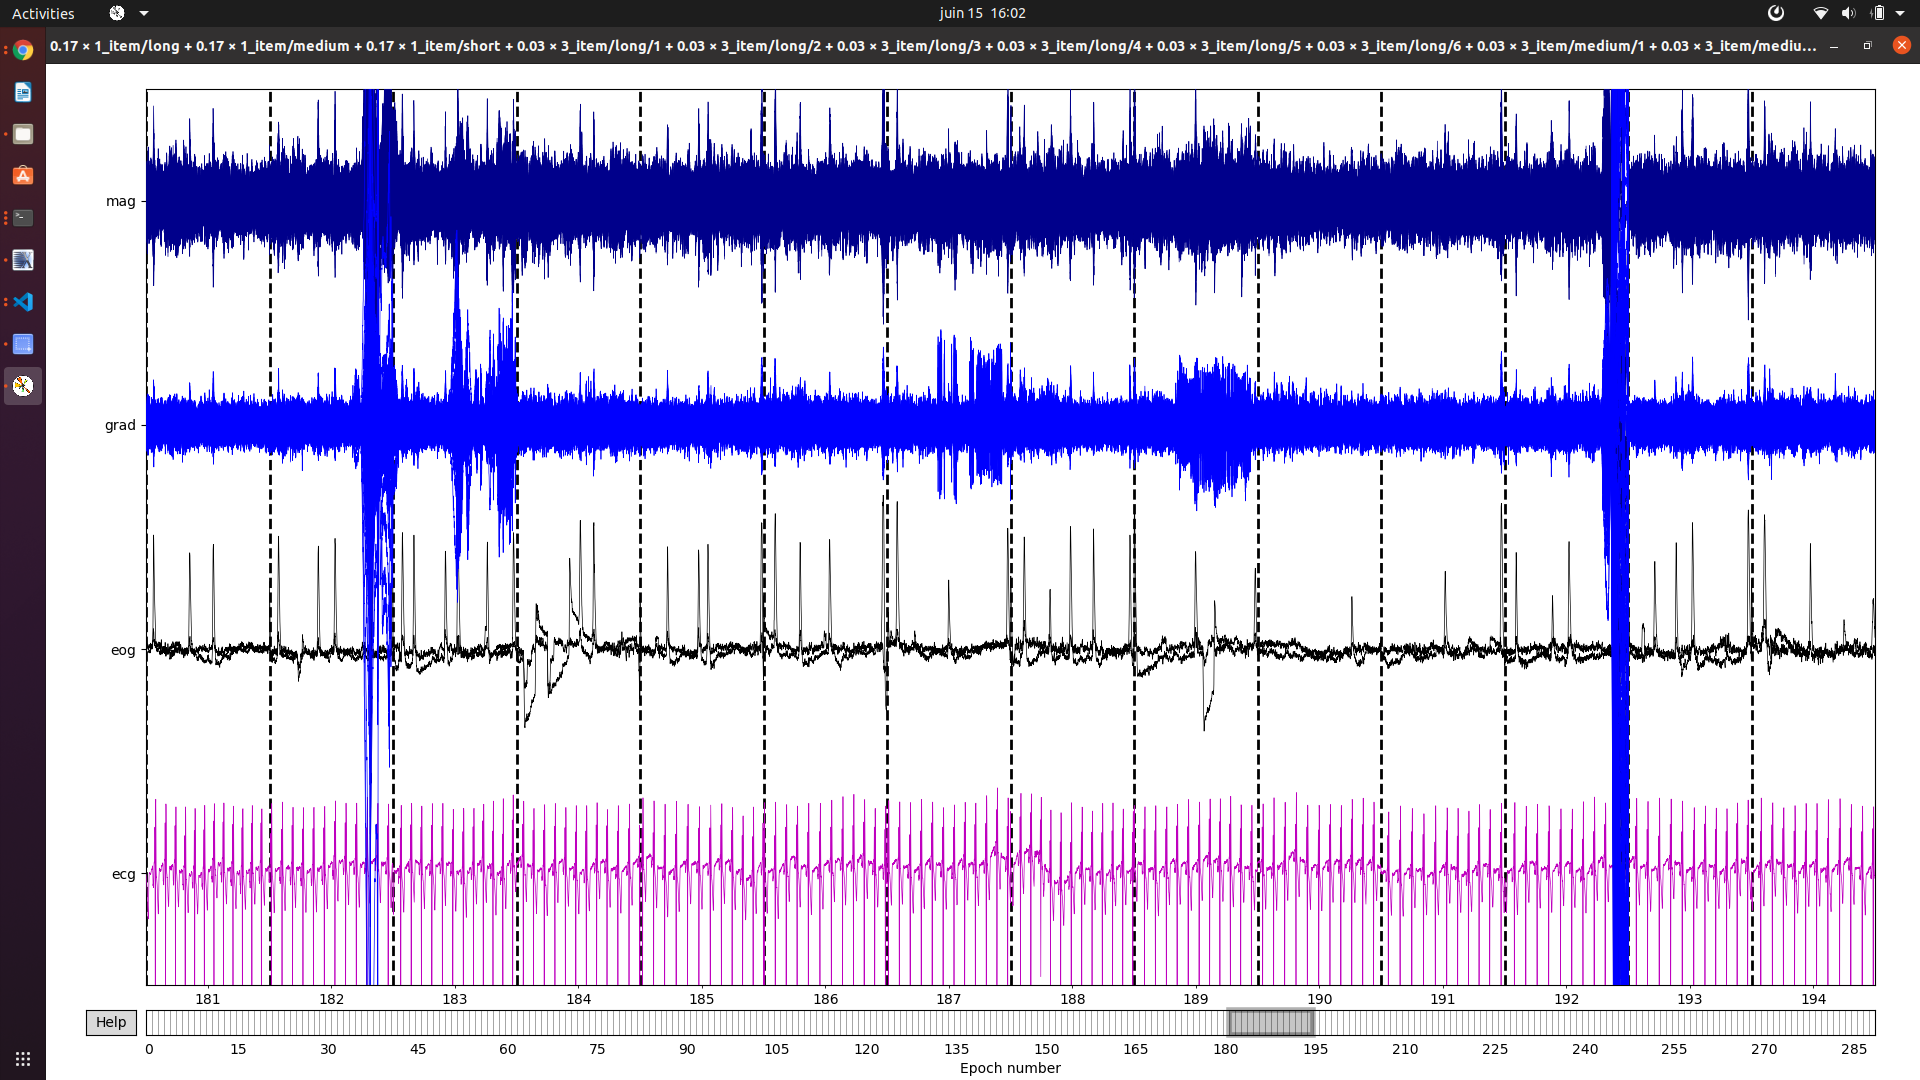 Activities
juin 15 16:02
0.17 × 1_item/long + 0.17 × 1_item/medium + 0.17 × 1_item/short + 0.03 × 3_item/long/1 + 0.03 × 3_item/long/2 + 0.03 × 3_item/long/3 + 0.03 × 3_item/long/4 + 0.03 × 3_item/long/5 + 0.03 × 3_item/long/6 + 0.03 × 3_item/medium/1 + 0.03 × 3_item/mediu...
mag
grad
eog
ecg
181 182 183 184 185 186 187 188 189 190 191 192 193 194
Help
0 15 30 45 60 75 90 105 120 135 150 165 180 195 210 225 240 255 270 285
Epoch number